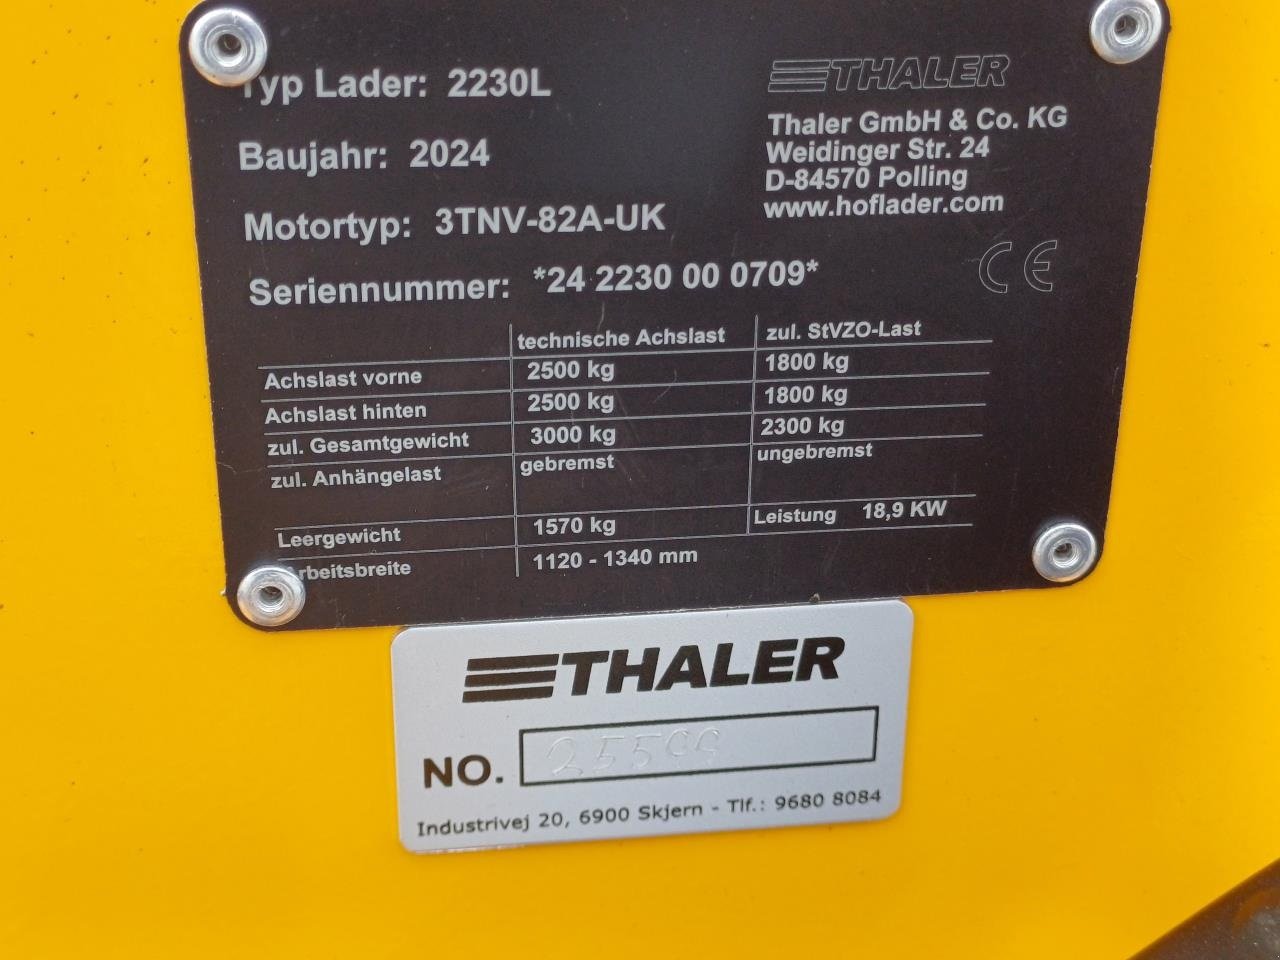 Typ Lader: 2230L
THALER
Thaler GmbH & Co. KG
Weidinger Str. 24
D-84570 Polling
www.hoflader.com
Baujahr: 2024
Motortyp: 3TNV-82A-UK
Seriennummer: *24 2230 00 0709*
CE
technische Achslast zul. StVZO-Last
Achslast vorne 2500 kg 1800 kg
Achslast hinten 2500 kg 1800 kg
zul. Gesamtgewicht 3000 kg 2300 kg
zul. Anhängelast gebremst ungebremst
Leergewicht 1570 kg Leistung 18,9 KW
Arbeitsbreite 1120 - 1340 mm
THALER
NO.
Industrivej 20, 6900 Skjern - Tlf.: 9680 8084